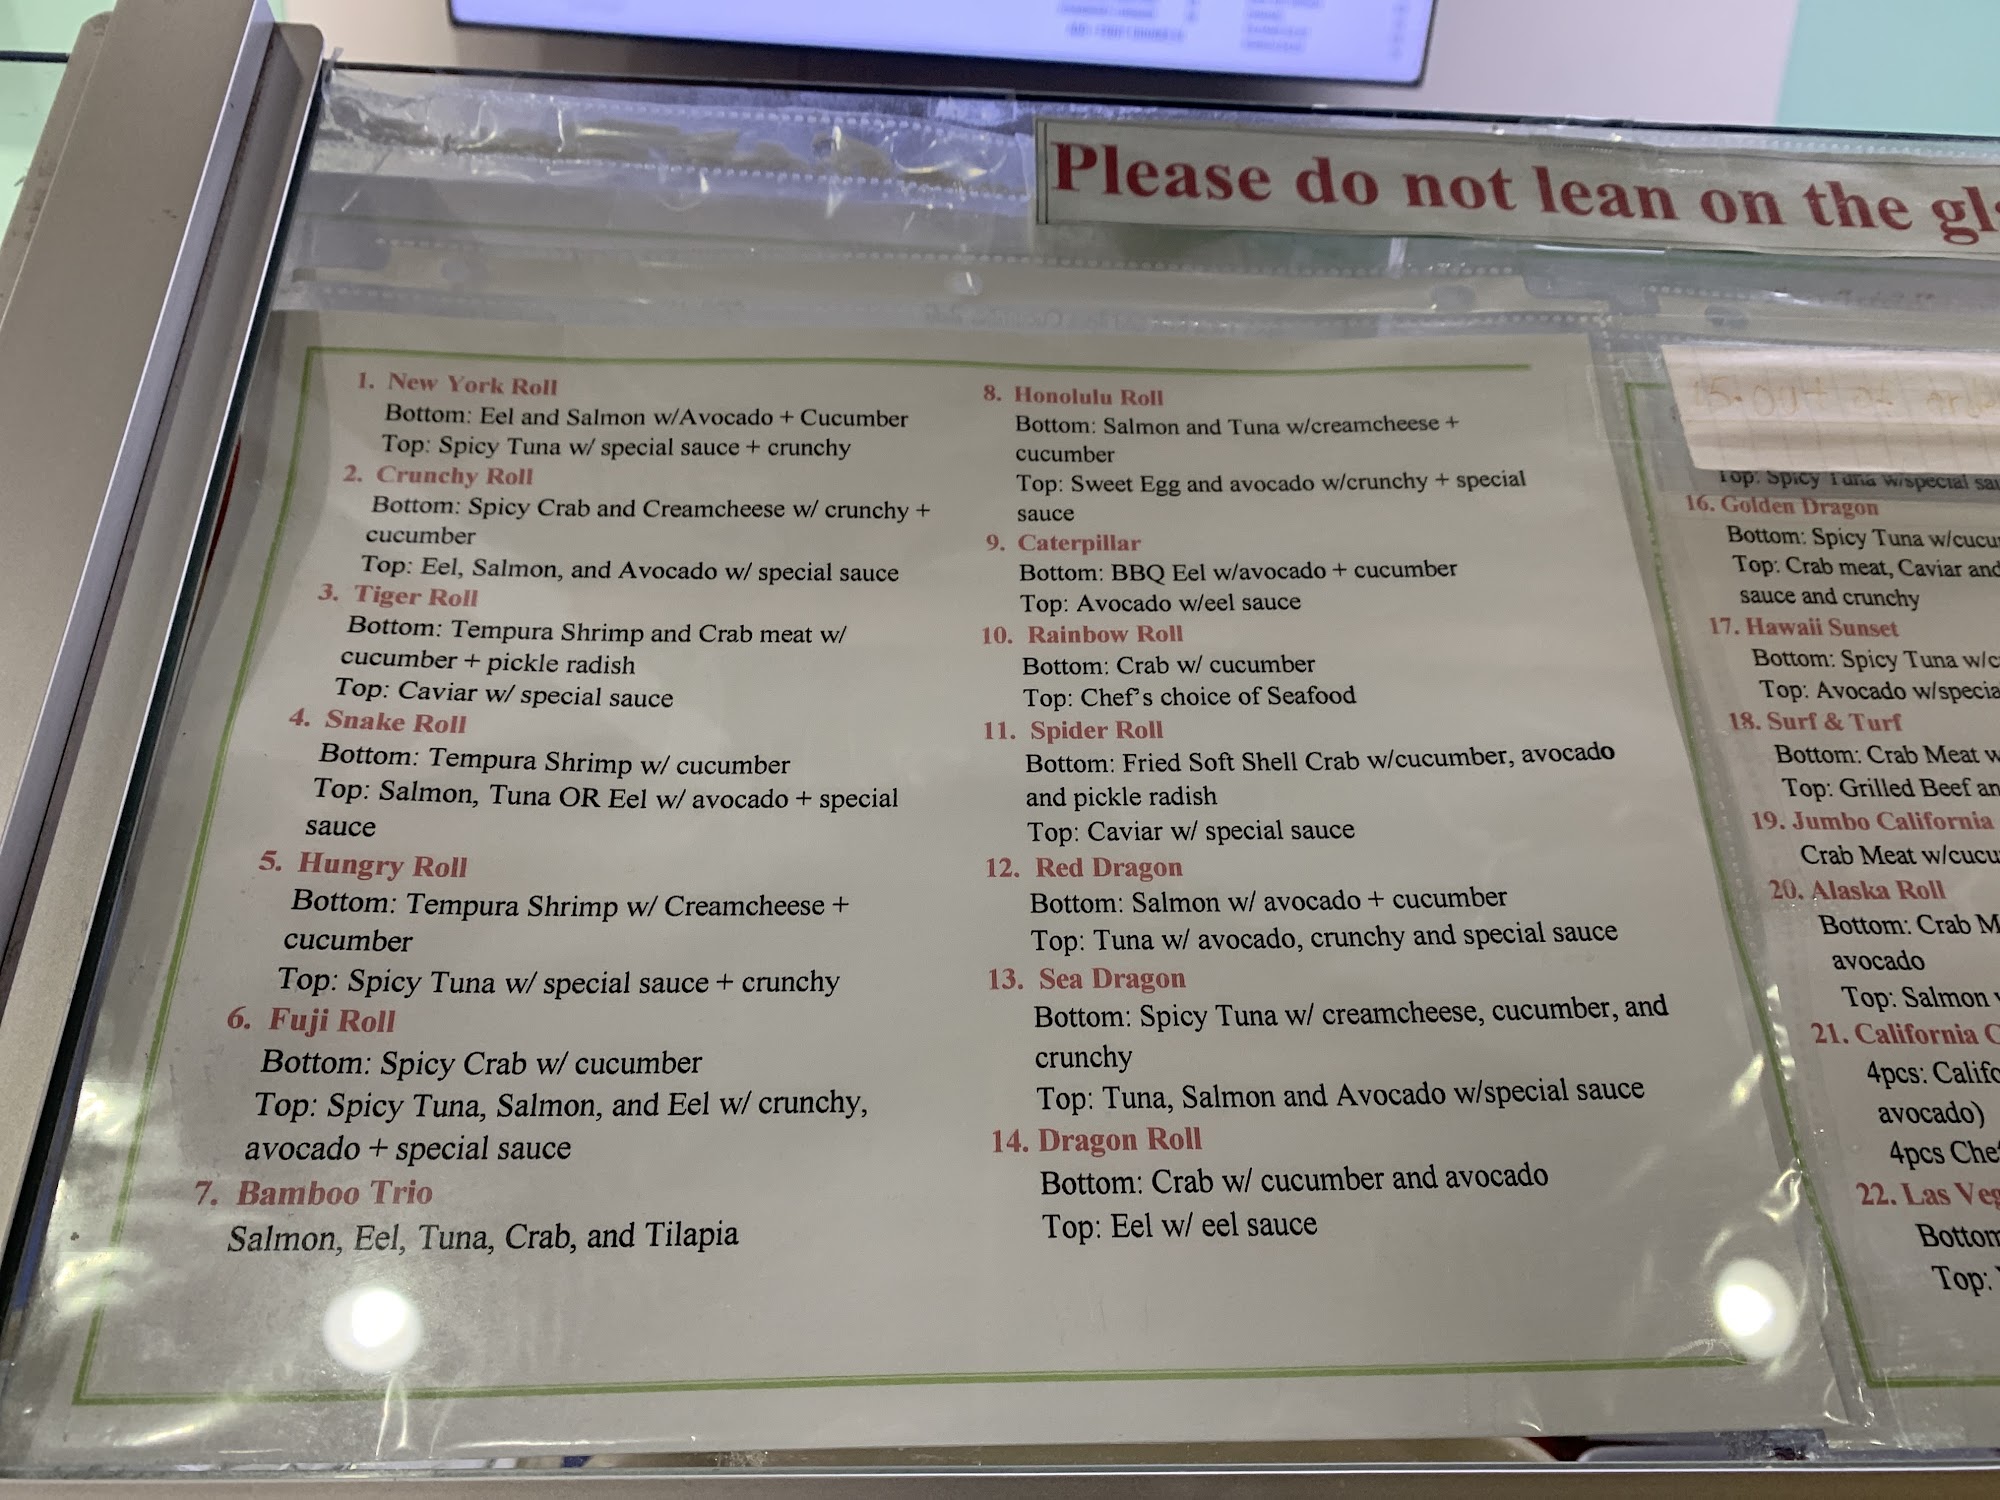 Please do not lean on the
1. New York Roll
Bottom: Eel and Salmon w/Avocado + Cucumber
Top: Spicy Tuna w/ special sauce + crunchy
2. Crunchy Roll
Bottom: Spicy Crab and Creamcheese w/ crunchy +
cucumber
Top: Eel, Salmon, and Avocado w/ special sauce
3. Tiger Roll
Bottom: Tempura Shrimp and Crab meat w/
cucumber + pickle radish
Top: Caviar w/ special sauce
4. Snake Roll
Bottom: Tempura Shrimp w/ cucumber
Top: Salmon, Tuna OR Eel w/ avocado + special
sauce
5. Hungry Roll
Bottom: Tempura Shrimp w/ Creamcheese +
cucumber
Top: Spicy Tuna w/ special sauce + crunchy
6. Fuji Roll
Bottom: Spicy Crab w/ cucumber
Top: Spicy Tuna, Salmon, and Eel w/ crunchy,
avocado + special sauce
7. Bamboo Trio
Salmon, Eel, Tuna, Crab, and Tilapia
8. Honolulu Roll
Bottom: Salmon and Tuna w/creamcheese +
cucumber
Top: Sweet Egg and avocado w/crunchy + special
sauce
9. Caterpillar
Bottom: BBQ Eel w/avocado + cucumber
Top: Avocado w/eel sauce
10. Rainbow Roll
Bottom: Crab w/ cucumber
Top: Chef's choice of Seafood
11. Spider Roll
Bottom: Fried Soft Shell Crab w/cucumber, avocado
and pickle radish
Top: Caviar w/ special sauce
12. Red Dragon
Bottom: Salmon w/ avocado + cucumber
Top: Tuna w/ avocado, crunchy and special sauce
13. Sea Dragon
Bottom: Spicy Tuna w/ creamcheese, cucumber, and
crunchy
Top: Tuna, Salmon and Avocado w/special sauce
14. Dragon Roll
Bottom: Crab w/ cucumber and avocado
Top: Eel w/ eel sauce
Top: Spicy Tuna w/special
16. Golden Dragon
Bottom: Spicy Tuna
Top: Crab meat, Caviar and
sauce and crunchy
17. Hawaii Sunset
Bottom: Spicy Tuna
Top: Avocado
18. Surf & Turf
Bottom: Crab Meat
Top: Grilled Beef
19. Jumbo California
Crab Meat
20. Alaska Roll
Bottom: Crab
avocado
Top: Salmon
21. California
4pcs:
avocado)
4pcs
22. Las
Bottom
Top: